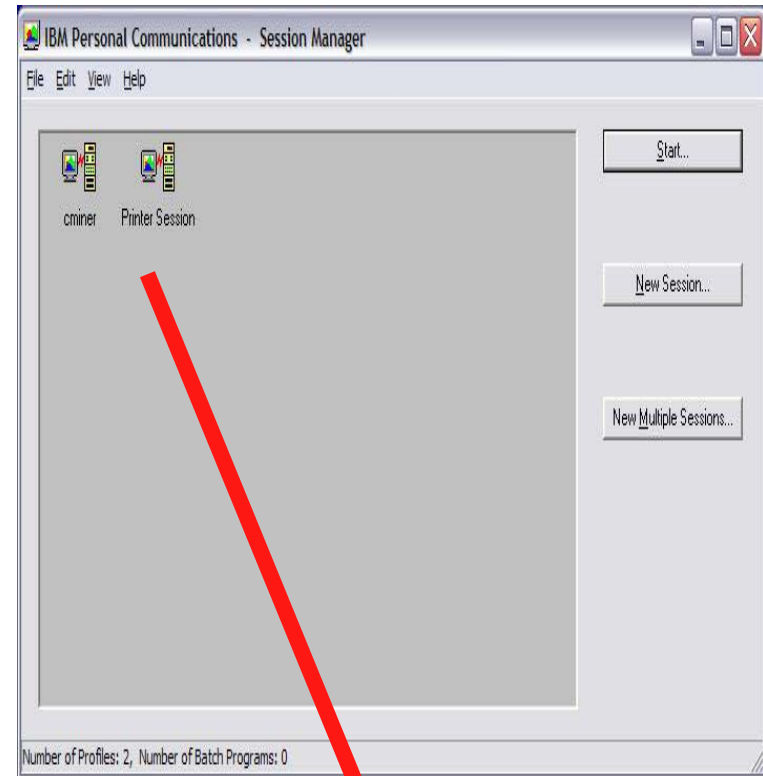 IBM Personal Communications - Session Manager
File Edit View Help
cminer Printer Session
Start...
New Session...
New Multiple Sessions...
Number of Profiles: 2, Number of Batch Programs: 0